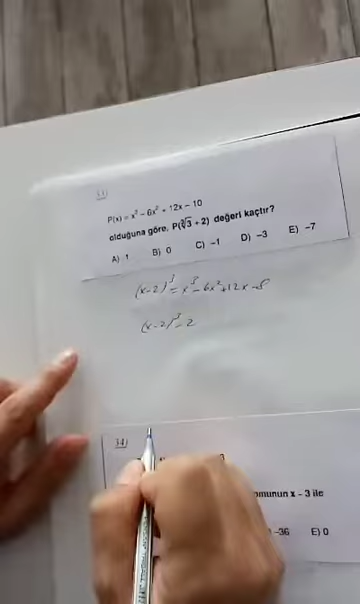 33
P(x) = x³ - 6x² + 12x - 10
olduğuna göre, P(∛3 + 2) değeri kaçtır?
A) 1 B) 0 C) -1 D) -3 E) -7
(x-2)³ = x³ - 6x² + 12x - 8
(x-2)³ - 2
34
omunun x - 3 ile
-36 E) 0